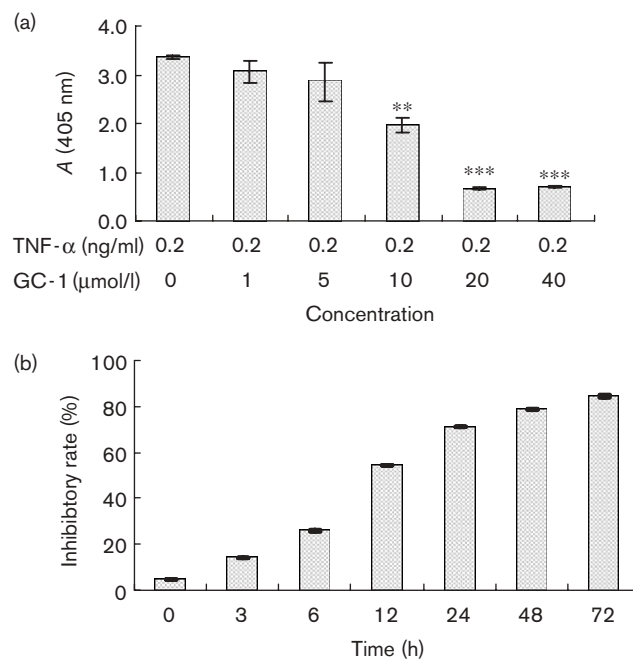 (a)
4.0
3.0
2.0
1.0
0.0
A (405 nm)
**
***
***
TNF-α (ng/ml) 0.2 0.2 0.2 0.2 0.2 0.2
GC-1 (μmol/l) 0 1 5 10 20 40
Concentration
(b)
100
80
60
40
20
0
Inhibibtory rate (%)
0 3 6 12 24 48 72
Time (h)